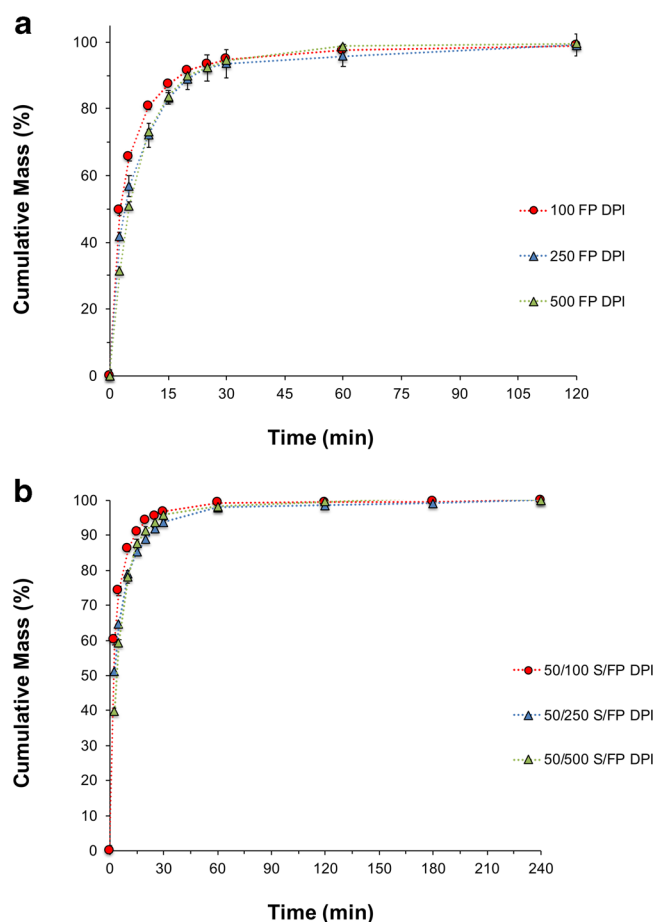 a
100
80
60
40
20
0
Cumulative Mass (%)
0 15 30 45 60 75 90 105 120
Time (min)
100 FP DPI
250 FP DPI
500 FP DPI
b
100
90
80
70
60
50
40
30
20
10
0
Cumulative Mass (%)
0 30 60 90 120 150 180 210 240
Time (min)
50/100 S/FP DPI
50/250 S/FP DPI
50/500 S/FP DPI